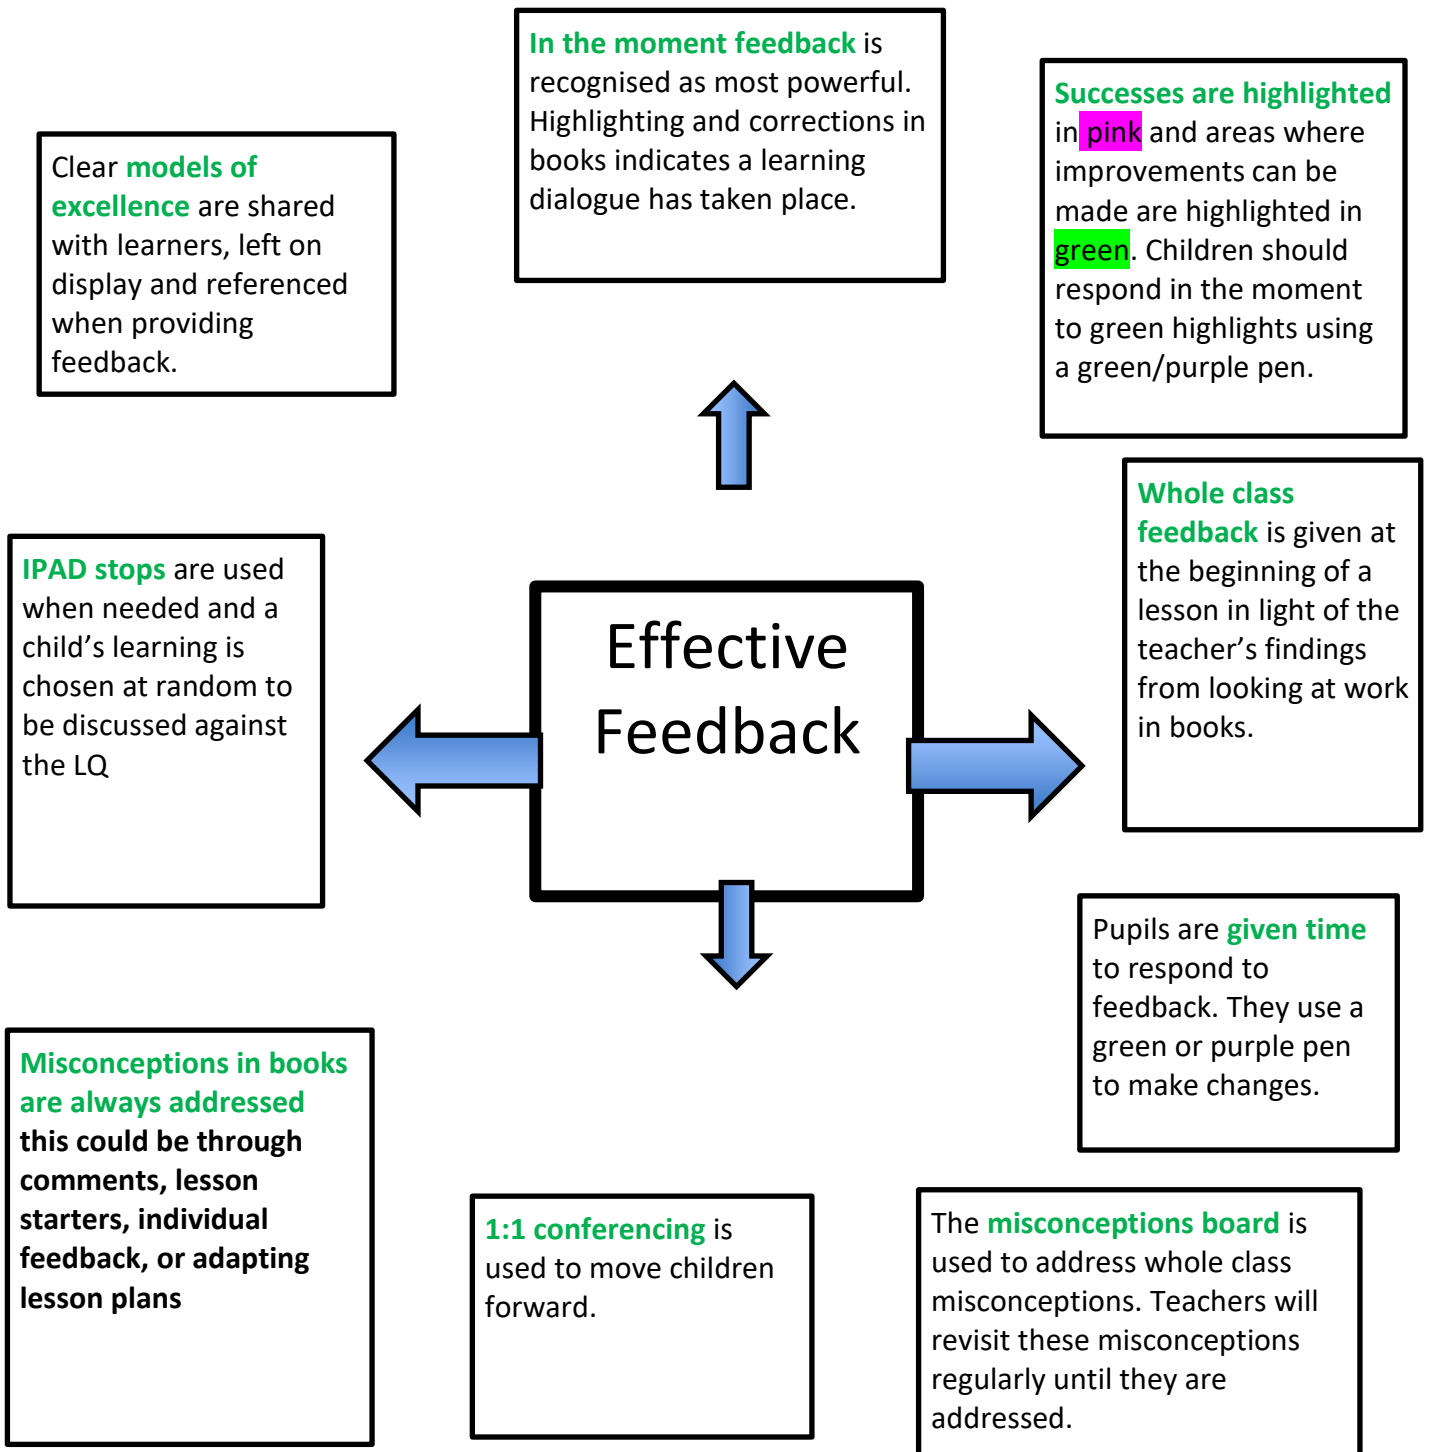 In the moment feedback is
recognised as most powerful.
Highlighting and corrections in
books indicates a learning
dialogue has taken place.
Successes are highlighted
in pink and areas where
improvements can be
made are highlighted in
green. Children should
respond in the moment
to green highlights using
a green/purple pen.
Clear models of
excellence are shared
with learners, left on
display and referenced
when providing
feedback.
Whole class
feedback is given at
the beginning of a
lesson in light of the
teacher’s findings
from looking at work
in books.
IPAD stops are used
when needed and a
child’s learning is
chosen at random to
be discussed against
the LQ
Effective
Feedback
Pupils are given time
to respond to
feedback. They use a
green or purple pen
to make changes.
Misconceptions in books
are always addressed
this could be through
comments, lesson
starters, individual
feedback, or adapting
lesson plans
1:1 conferencing is
used to move children
forward.
The misconceptions board is
used to address whole class
misconceptions. Teachers will
revisit these misconceptions
regularly until they are
addressed.